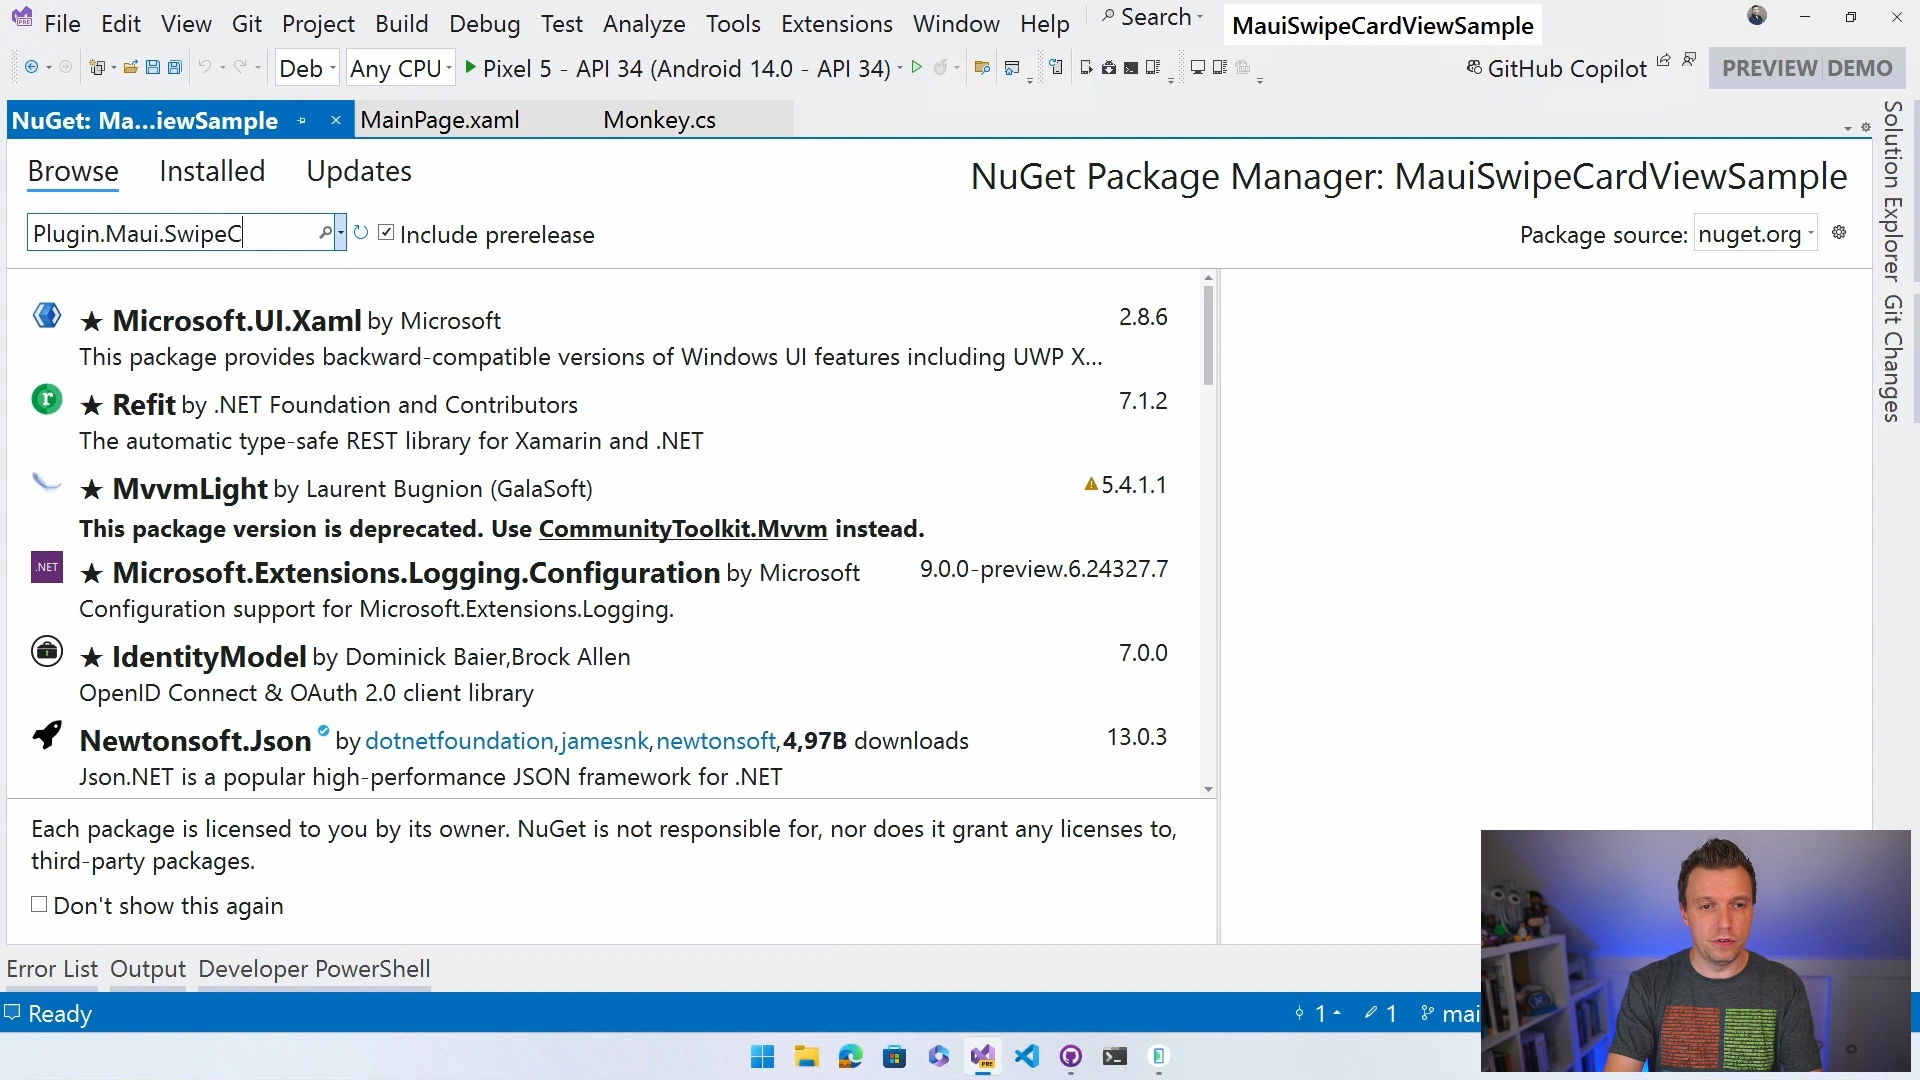 File Edit View Git Project Build Debug Test Analyze Tools Extensions Window Help Search MauiSwipeCardViewSample
Deb Any CPU Pixel 5 - API 34 (Android 14.0 - API 34) GitHub Copilot PREVIEW DEMO
NuGet: Ma...iewSample MainPage.xaml Monkey.cs
Browse Installed Updates
NuGet Package Manager: MauiSwipeCardViewSample
Plugin.Maui.SwipeC Include prerelease
Package source: nuget.org
Microsoft.UI.Xaml by Microsoft 2.8.6
This package provides backward-compatible versions of Windows UI features including UWP X...
Refit by .NET Foundation and Contributors 7.1.2
The automatic type-safe REST library for Xamarin and .NET
MvvmLight by Laurent Bugnion (GalaSoft) 5.4.1.1
This package version is deprecated. Use CommunityToolkit.Mvvm instead.
.NET Microsoft.Extensions.Logging.Configuration by Microsoft 9.0.0-preview.6.24327.7
Configuration support for Microsoft.Extensions.Logging.
IdentityModel by Dominick Baier,Brock Allen 7.0.0
OpenID Connect & OAuth 2.0 client library
Newtonsoft.Json by dotnetfoundation, jamesnk, newtonsoft, 4,97B downloads 13.0.3
Json.NET is a popular high-performance JSON framework for .NET
Each package is licensed to you by its owner. NuGet is not responsible for, nor does it grant any licenses to,
third-party packages.
Don't show this again
Solution Explorer
Git Changes
Error List Output Developer PowerShell
Ready 1 1 mai